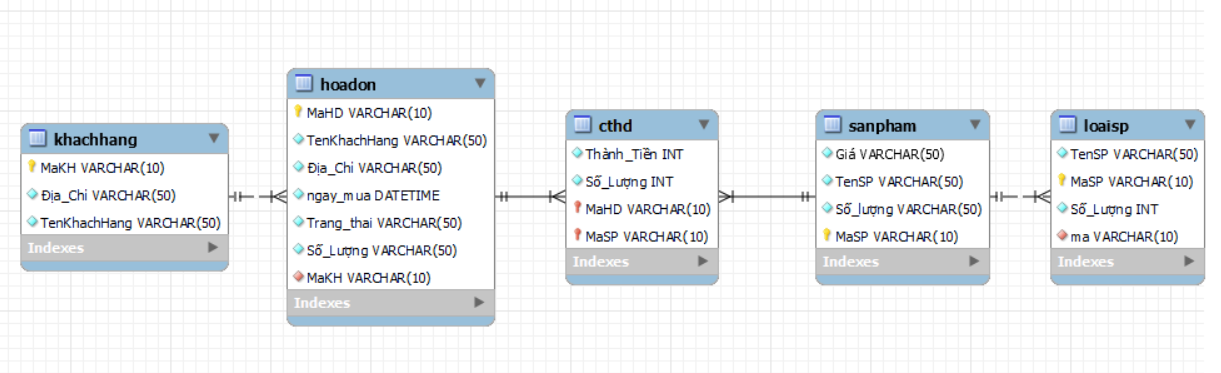 khachhang
MaKH VARCHAR(10)
Địa_Chỉ VARCHAR(50)
TenKhachHang VARCHAR(50)
Indexes
hoadon
MaHD VARCHAR(10)
TenKhachHang VARCHAR(50)
Địa_Chỉ VARCHAR(50)
ngay_mua DATETIME
Trang_thai VARCHAR(50)
Số_Lượng VARCHAR(50)
MaKH VARCHAR(10)
Indexes
cthd
Thành_Tiền INT
Số_Lượng INT
MaHD VARCHAR(10)
MaSP VARCHAR(10)
Indexes
sanpham
Giá VARCHAR(50)
TenSP VARCHAR(50)
Số_lượng VARCHAR(50)
MaSP VARCHAR(10)
Indexes
loaisp
TenSP VARCHAR(50)
MaSP VARCHAR(10)
Số_Lượng INT
ma VARCHAR(10)
Indexes